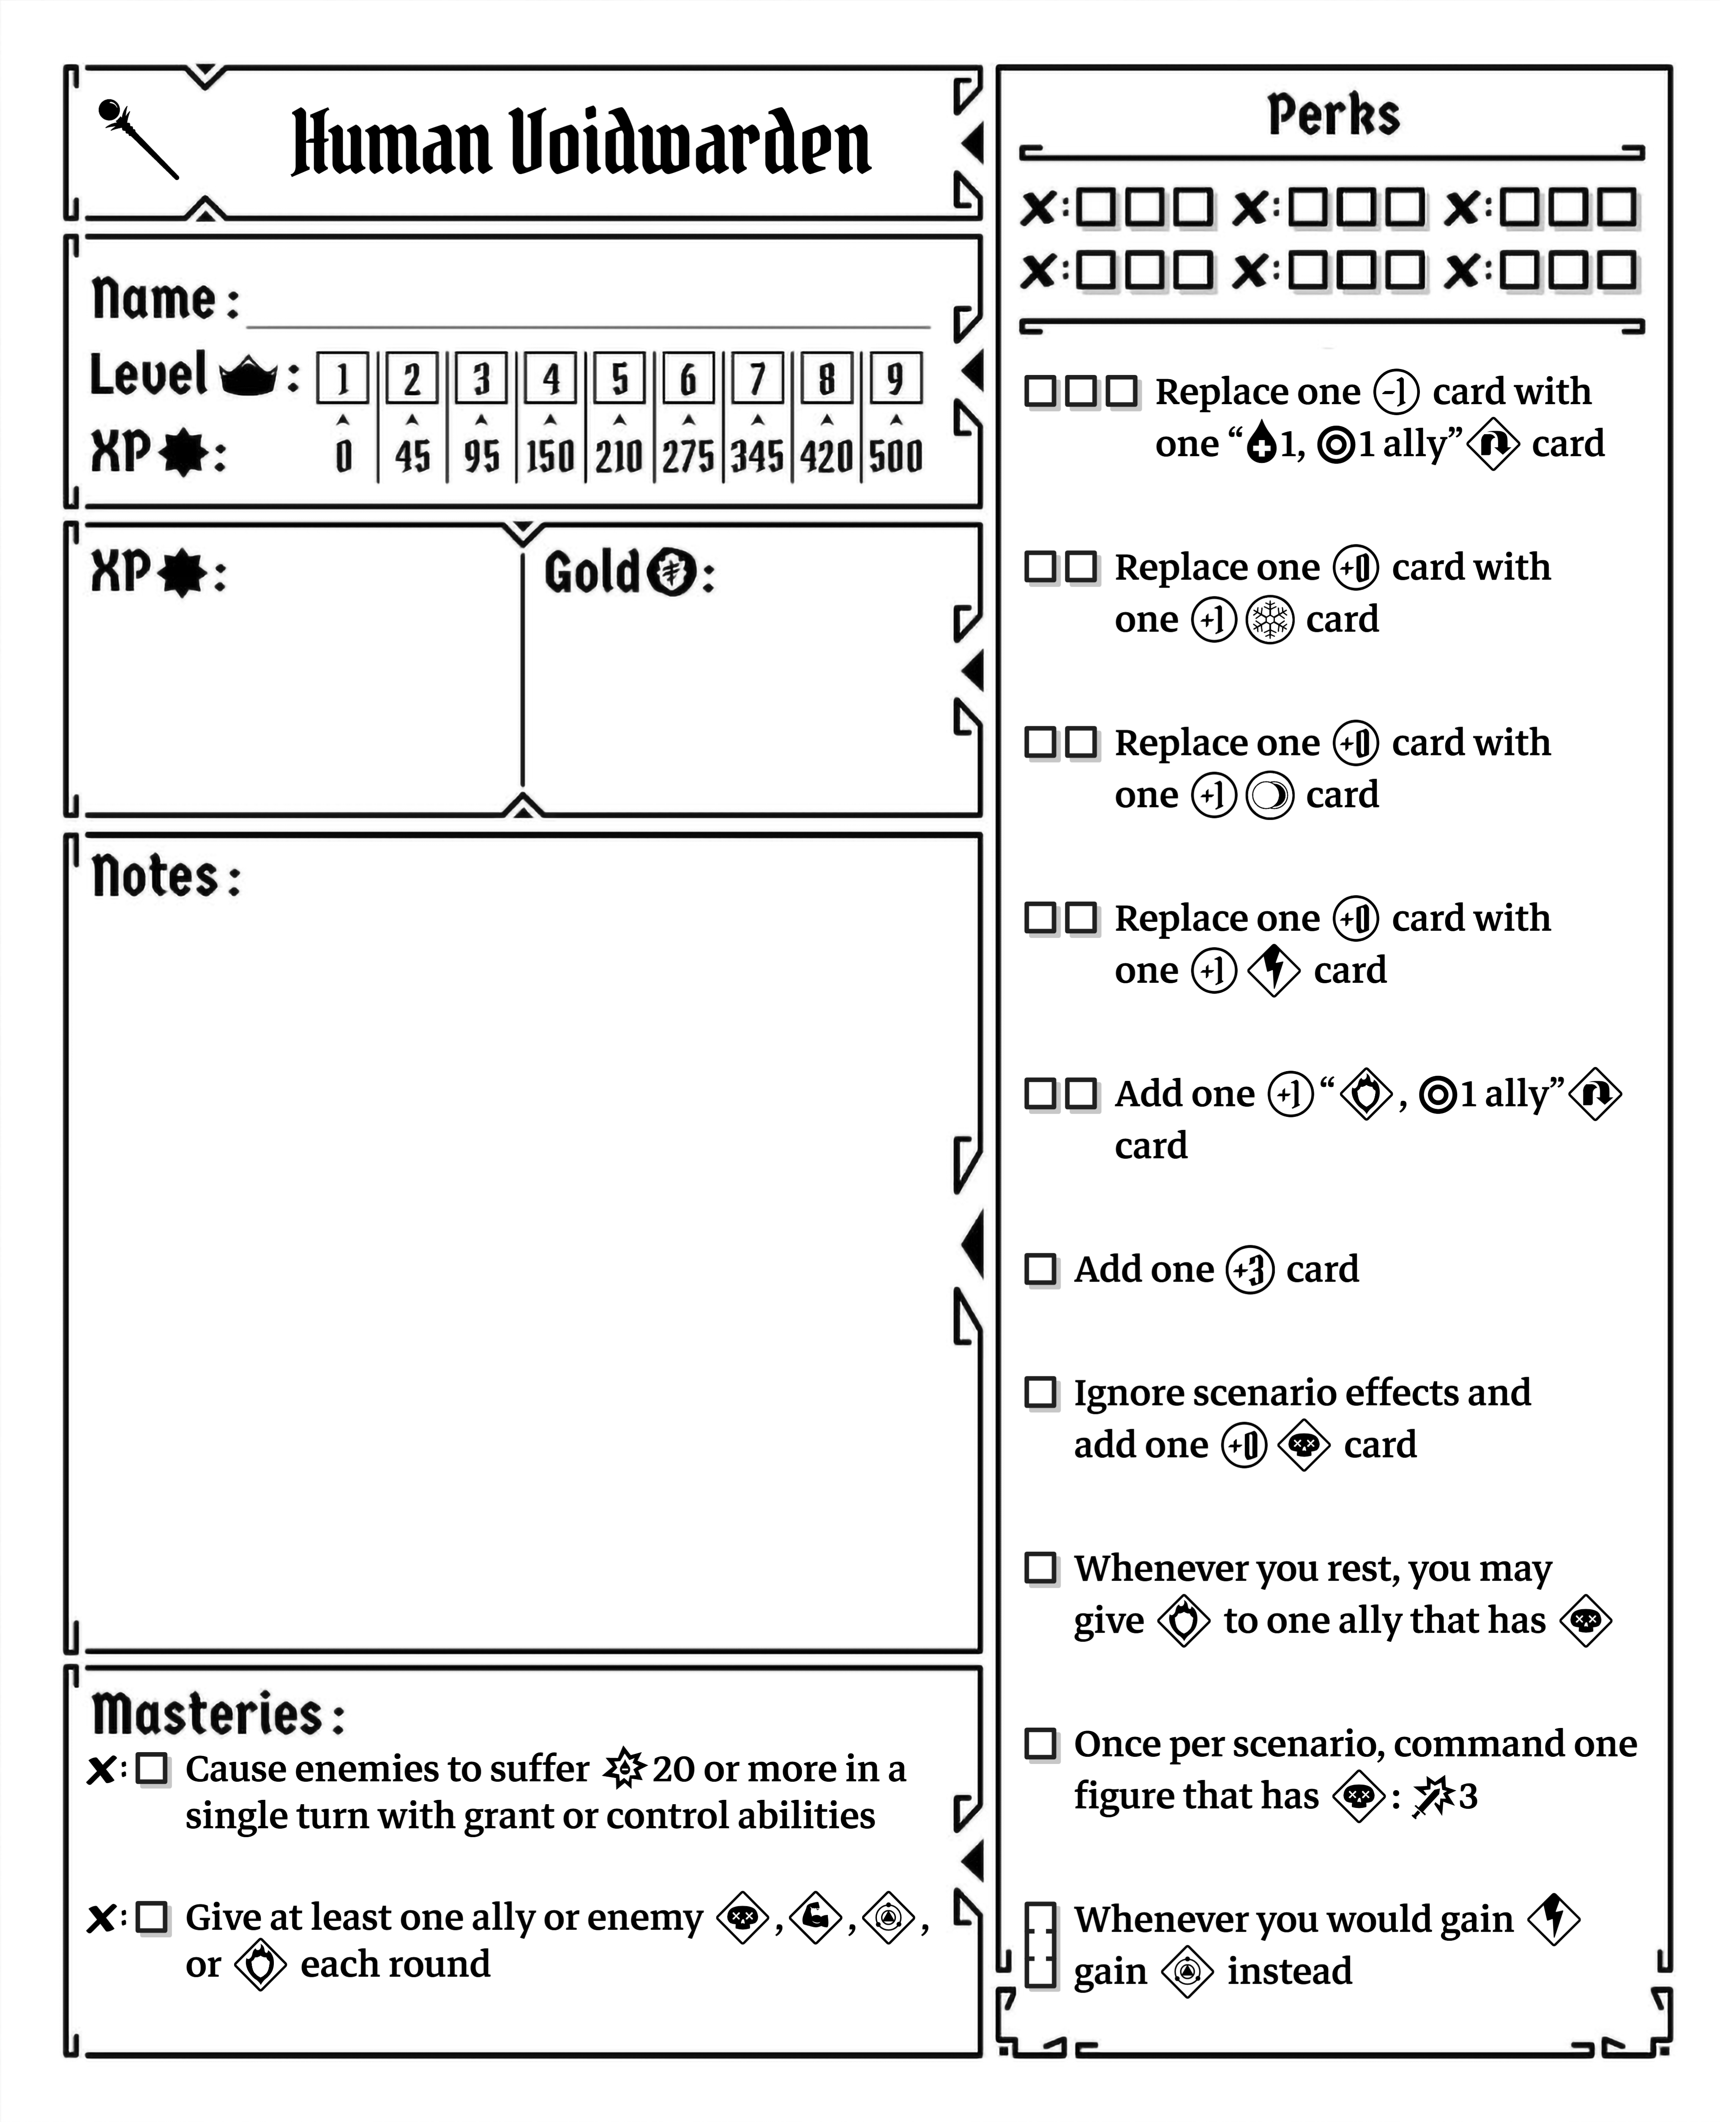 Human Voidwarden
Name:
Level : 1 2 3 4 5 6 7 8 9
XP : 0 45 95 150 210 275 345 420 500
XP :
Gold :
Notes:
Masteries:
Cause enemies to suffer 20 or more in a
single turn with grant or control abilities
Give at least one ally or enemy , , ,
or each round
Perks
Replace one -1 card with
one “ 1, 1 ally” card
Replace one +0 card with
one +1 card
Replace one +0 card with
one +1 card
Replace one +0 card with
one +1 card
Add one +1 “ , 1 ally”
card
Add one +3 card
Ignore scenario effects and
add one +0 card
Whenever you rest, you may
give to one ally that has
Once per scenario, command one
figure that has : 3
Whenever you would gain
gain instead